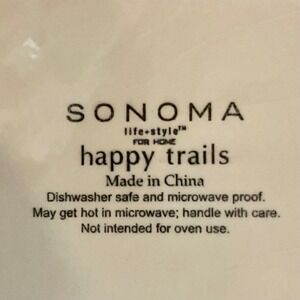 SONOMA
life+style™
FOR HOME
happy trails
Made in China
Dishwasher safe and microwave proof.
May get hot in microwave; handle with care.
Not intended for oven use.